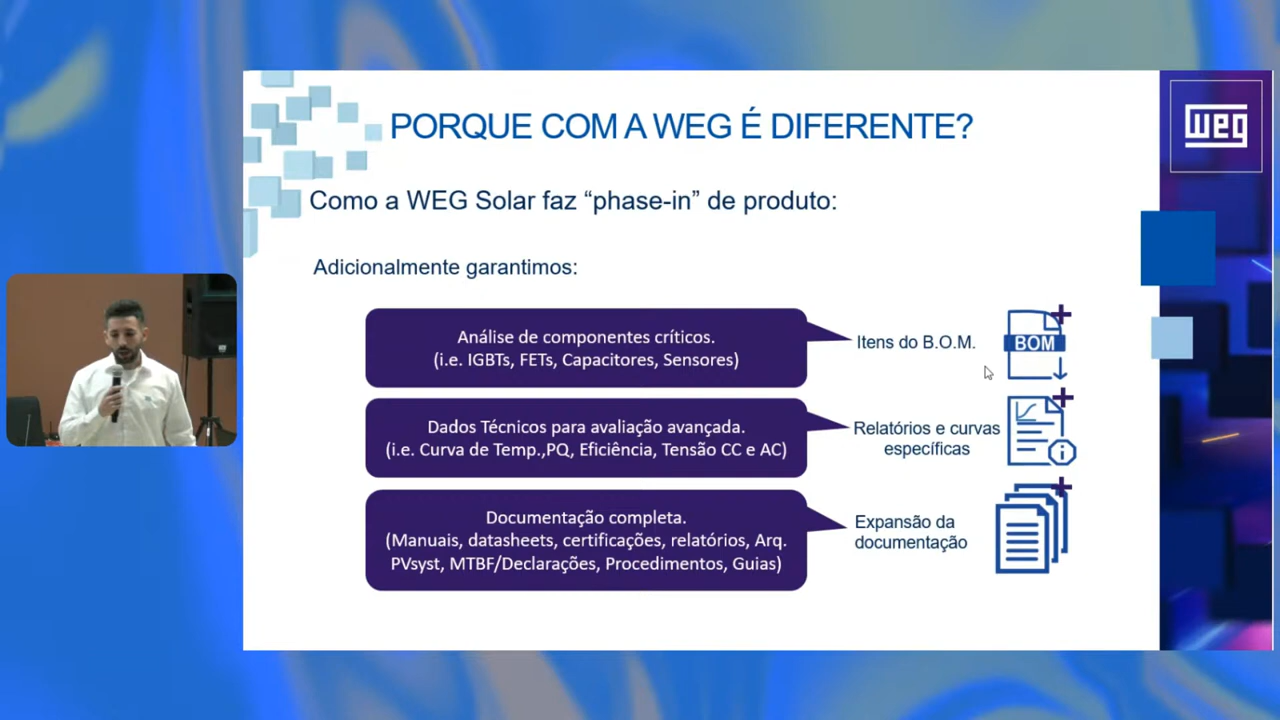 PORQUE COM A WEG É DIFERENTE?
weg
Como a WEG Solar faz “phase-in” de produto:
Adicionalmente garantimos:
Análise de componentes críticos.
(i.e. IGBTs, FETs, Capacitores, Sensores)
Itens do B.O.M.
BOM
Dados Técnicos para avaliação avançada.
(i.e. Curva de Temp.,PQ, Eficiência, Tensão CC e AC)
Relatórios e curvas
específicas
Documentação completa.
(Manuais, datasheets, certificações, relatórios, Arq.
PVsyst, MTBF/Declarações, Procedimentos, Guias)
Expansão da
documentação